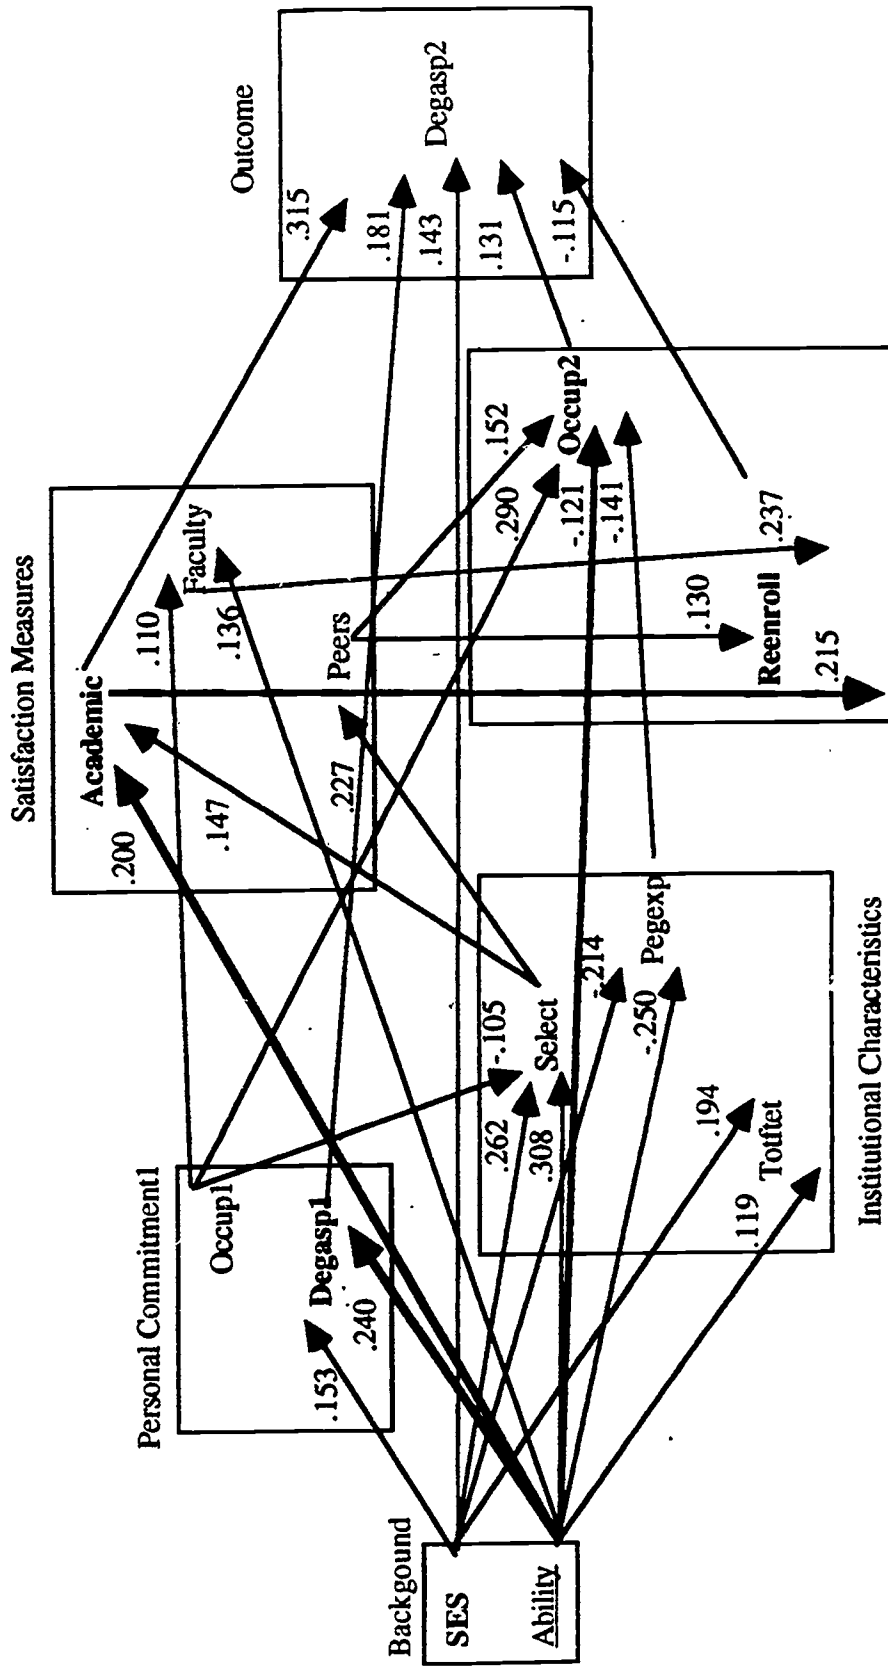 Backgound
SES
Ability
Personal Commitment1
Occup1
Degasp1
.153
.240
Institutional Characteristics
-.105
Select
.262
.308
-.214
Pegexp
-.250
.194
Totftet
.119
Satisfaction Measures
Academic
.200
.110
Faculty
.147
.136
Peers
.227
.152
Occup2
.290
-.121
-.141
.130
.237
Reenroll
.215
Outcome
.315
.181
Degasp2
.143
.131
-.115